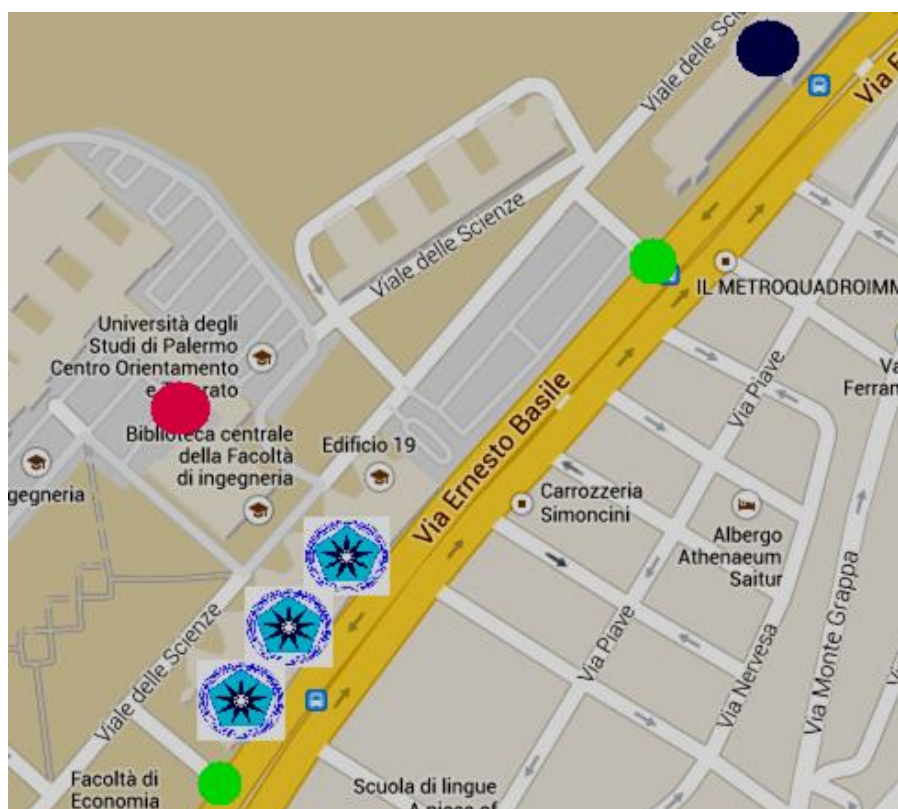 Viale delle Sci
Via E
Viale delle Scienze
IL METROQUADROIMM
Università degli
Studi di Palermo
Centro Orientamento
e
Va
Ferran
Via Piave
Via Ernesto Basile
Biblioteca centrale
della Facoltà
di ingegneria
Edificio 19
gegneria
Carrozzeria
Simoncini
Albergo
Athenaeum
Saitur
Viale delle Scienze
Via Piave
Via Nervesa
Via Monte Grappa
Facoltà di
Economia
Scuola di lingue